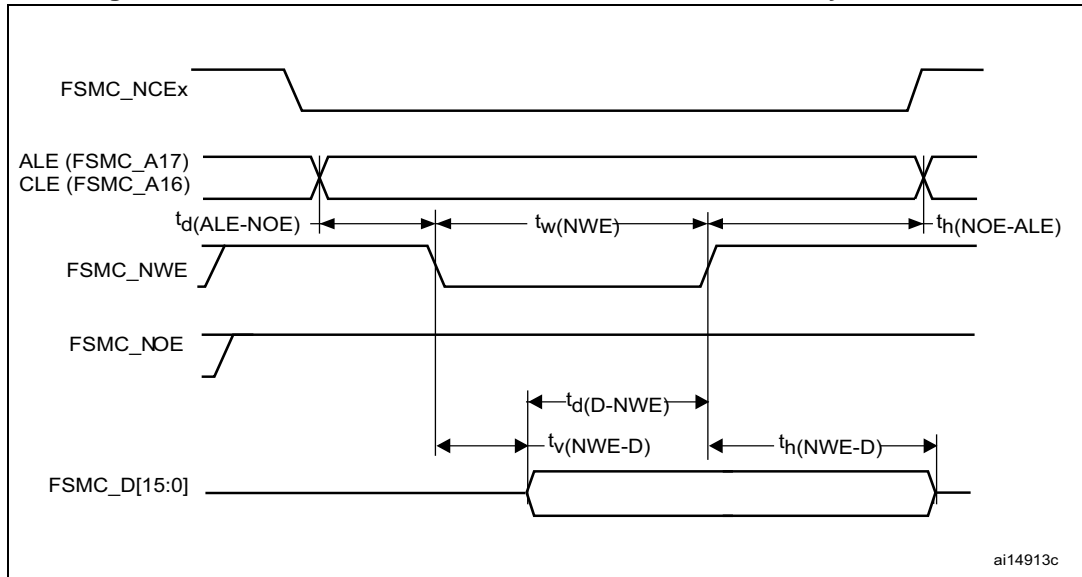 FSMC_NCEx
ALE (FSMC_A17)
CLE (FSMC_A16)
td(ALE-NOE)
tw(NWE)
th(NOE-ALE)
FSMC_NWE
FSMC_NOE
td(D-NWE)
tv(NWE-D)
th(NWE-D)
FSMC_D[15:0]
ai14913c